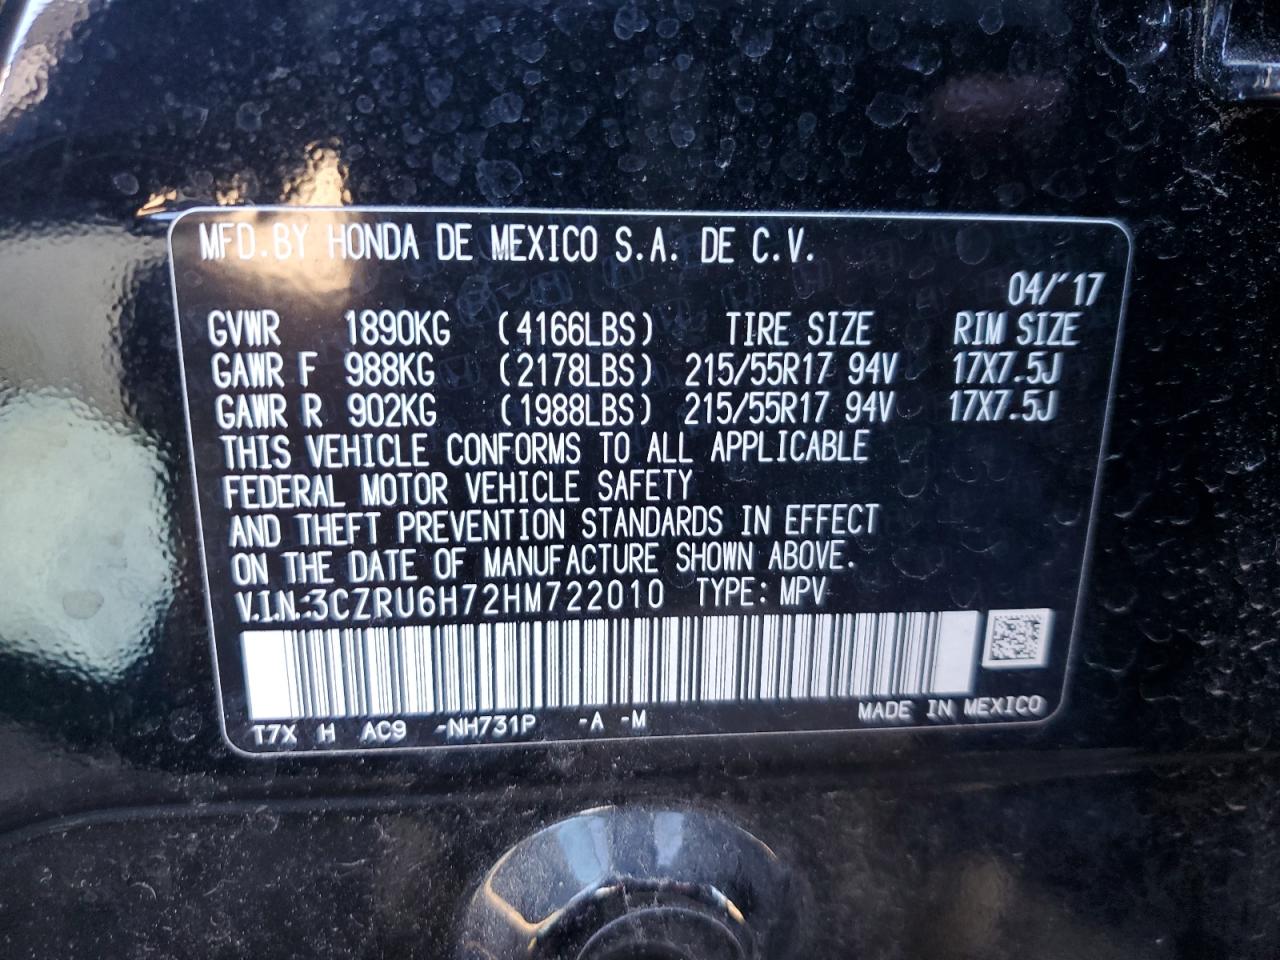 MFD.BY HONDA DE MEXICO S.A. DE C.V.
04/'17
GVWR 1890KG (4166LBS) TIRE SIZE RIM SIZE
GAWR F 988KG (2178LBS) 215/55R17 94V 17X7.5J
GAWR R 902KG (1988LBS) 215/55R17 94V 17X7.5J
THIS VEHICLE CONFORMS TO ALL APPLICABLE
FEDERAL MOTOR VEHICLE SAFETY
AND THEFT PREVENTION STANDARDS IN EFFECT
ON THE DATE OF MANUFACTURE SHOWN ABOVE.
V.I.N.:3CZRU6H72HM722010 TYPE: MPV
T7X H AC9 -NH731P -A -M MADE IN MEXICO